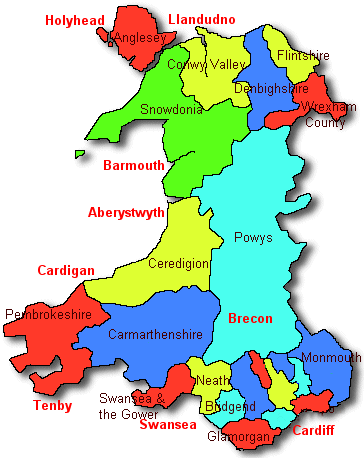 Holyhead
Llandudno
Anglesey
Conwy Valley
Flintshire
Denbighshire
Snowdonia
Wrexham
County
Barmouth
Aberystwyth
Powys
Ceredigion
Cardigan
Pembrokeshire
Brecon
Carmarthenshire
Monmouth
Neath
Swansea &
the Gower
Bridgend
Tenby
Swansea
Cardiff
Glamorgan